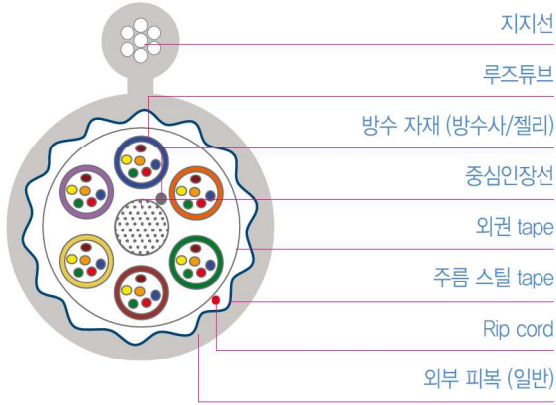 지지선
루즈튜브
방수 자재 (방수사/젤리)
중심인장선
외권 tape
주름 스틸 tape
Rip cord
외부 피복 (일반)